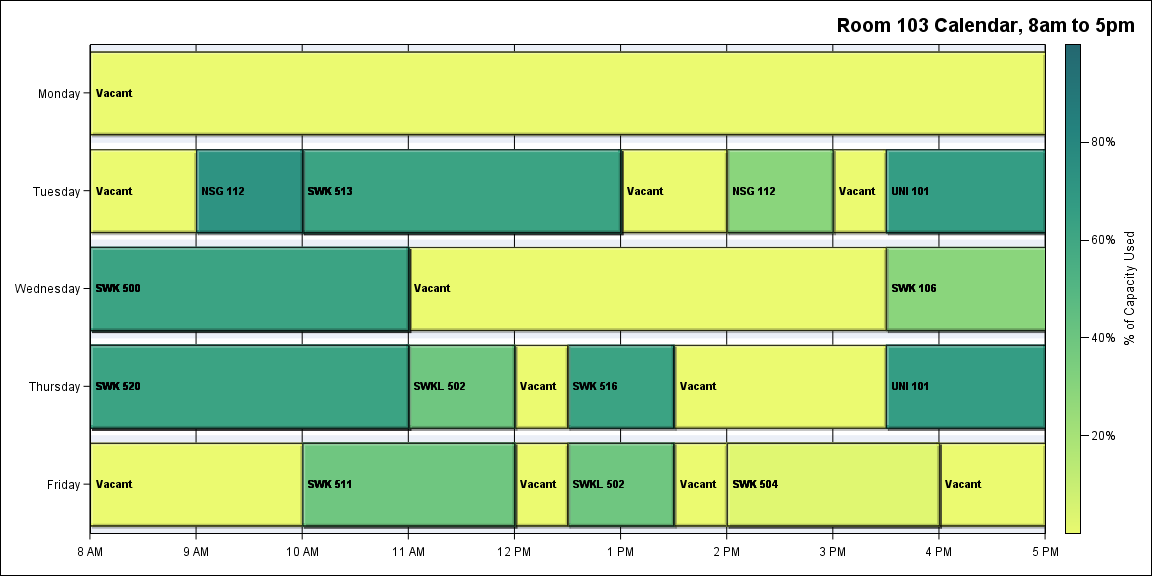 Room 103 Calendar, 8am to 5pm
Monday
Vacant
80%
Tuesday
Vacant
NSG 112
SWK 513
Vacant
NSG 112
Vacant
UNI 101
60%
% of Capacity Used
Wednesday
SWK 500
Vacant
SWK 106
40%
Thursday
SWK 520
SWKL 502
Vacant
SWK 516
Vacant
UNI 101
20%
Friday
Vacant
SWK 511
Vacant
SWKL 502
Vacant
SWK 504
Vacant
8 AM
9 AM
10 AM
11 AM
12 PM
1 PM
2 PM
3 PM
4 PM
5 PM